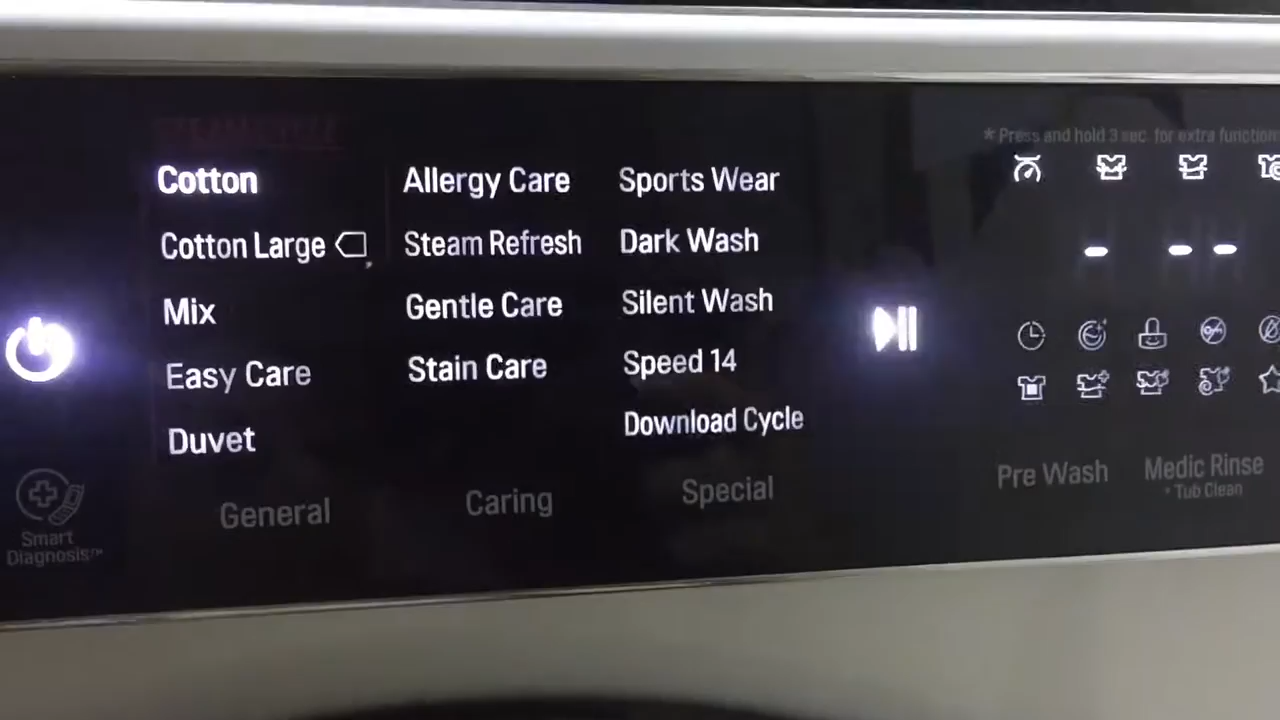 * Press and hold 3 sec. for extra function
Cotton
Cotton Large
Mix
Easy Care
Duvet
General
Allergy Care
Steam Refresh
Gentle Care
Stain Care
Caring
Sports Wear
Dark Wash
Silent Wash
Speed 14
Download Cycle
Special
- --
Pre Wash
Medic Rinse
* Tub Clean
Smart
Diagnosis™